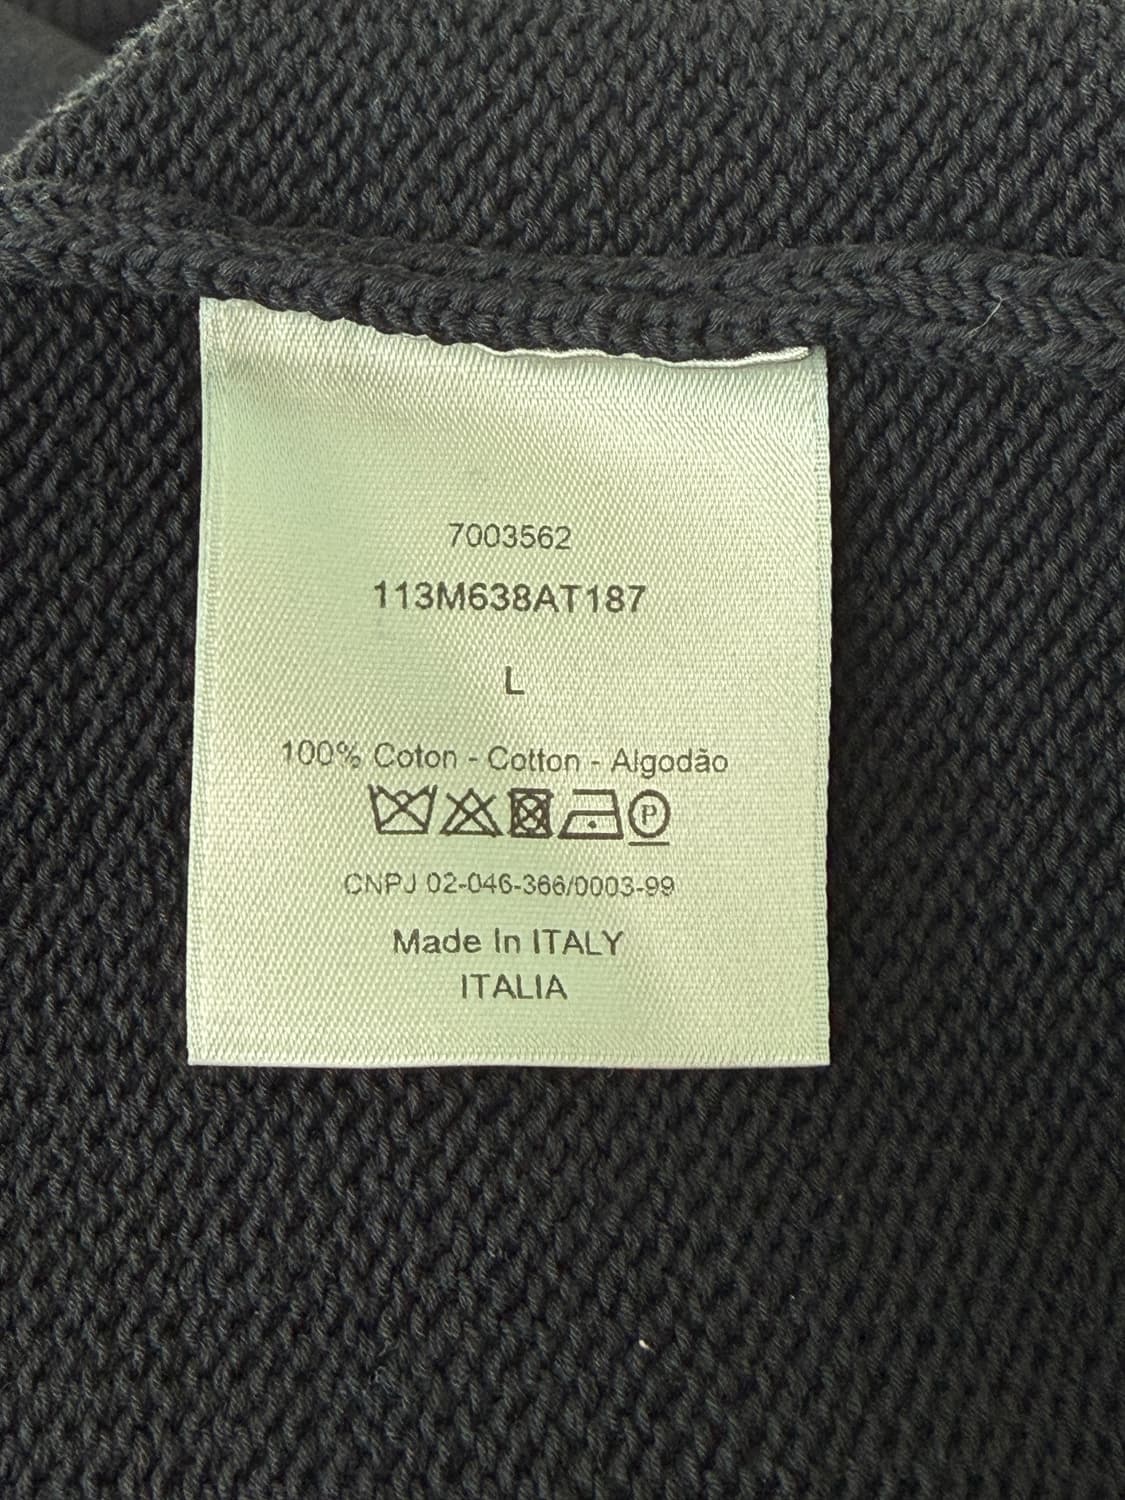 7003562
113M638AT187
L
100% Coton - Cotton - Algodão
P
CNPJ 02-046-366/0003-99
Made In ITALY
ITALIA